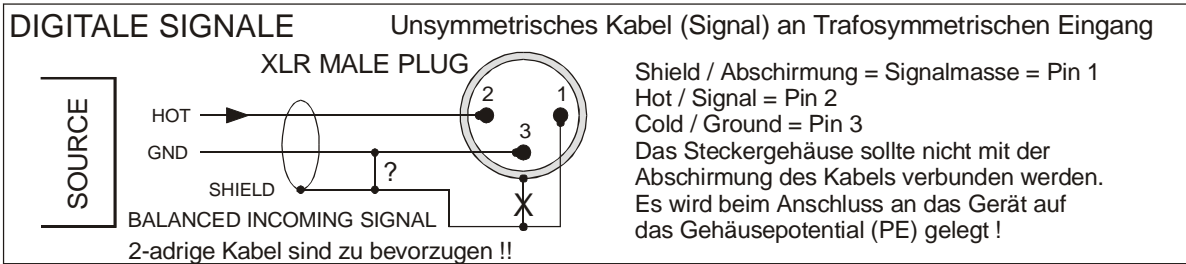 DIGITALE SIGNALE
Unsymmetrisches Kabel (Signal) an Trafosymmetrischen Eingang
XLR MALE PLUG
SOURCE
HOT
GND
SHIELD
?
2
1
3
X
BALANCED INCOMING SIGNAL
2-adrige Kabel sind zu bevorzugen !!
Shield / Abschirmung = Signalmasse = Pin 1
Hot / Signal = Pin 2
Cold / Ground = Pin 3
Das Steckergehäuse sollte nicht mit der
Abschirmung des Kabels verbunden werden.
Es wird beim Anschluss an das Gerät auf
das Gehäusepotential (PE) gelegt !